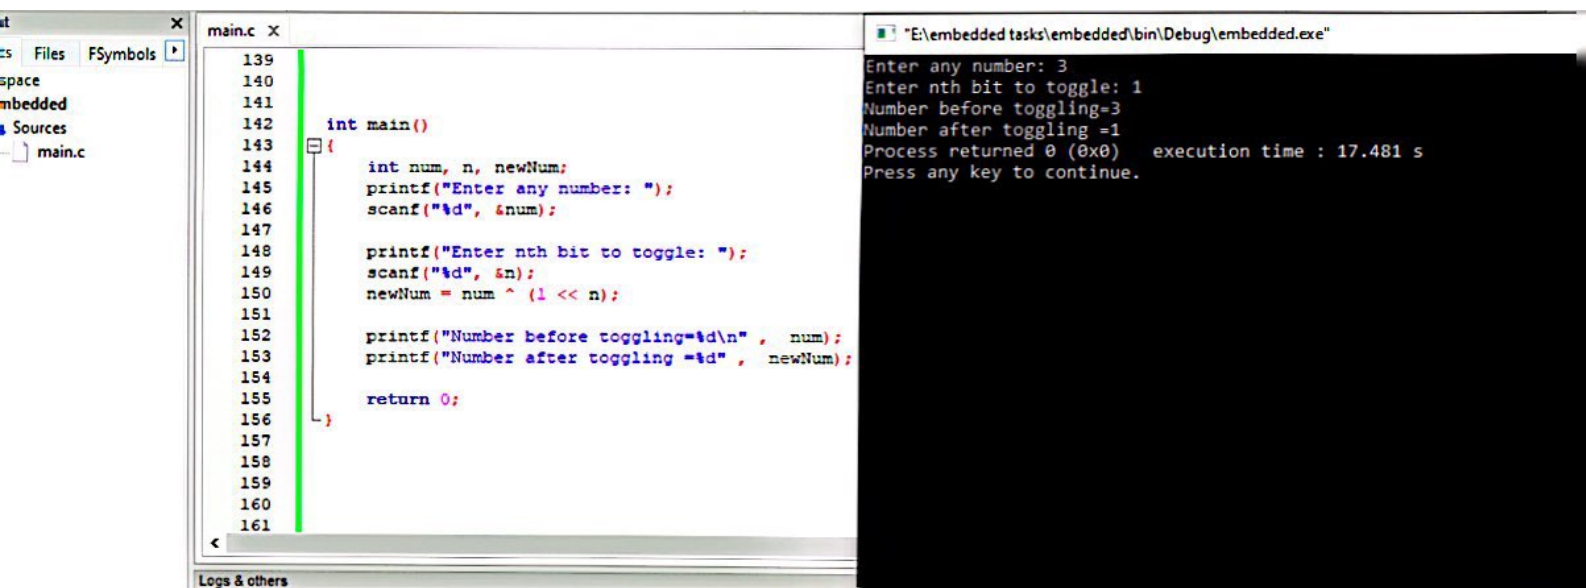 main.c X
Files FSymbols
Sources
main.c
139
140
141
142 int main()
143 {
144 int num, n, newNum;
145 printf("Enter any number: ");
146 scanf("%d", &num);
147
148 printf("Enter nth bit to toggle: ");
149 scanf("%d", &n);
150 newNum = num ^ (1 << n);
151
152 printf("Number before toggling=%d\n" , num);
153 printf("Number after toggling =%d" , newNum);
154
155 return 0;
156 }
157
158
159
160
161
Logs & others
"E:\embedded tasks\embedded\bin\Debug\embedded.exe"
Enter any number: 3
Enter nth bit to toggle: 1
Number before toggling=3
Number after toggling =1
Process returned 0 (0x0) execution time : 17.481 s
Press any key to continue.